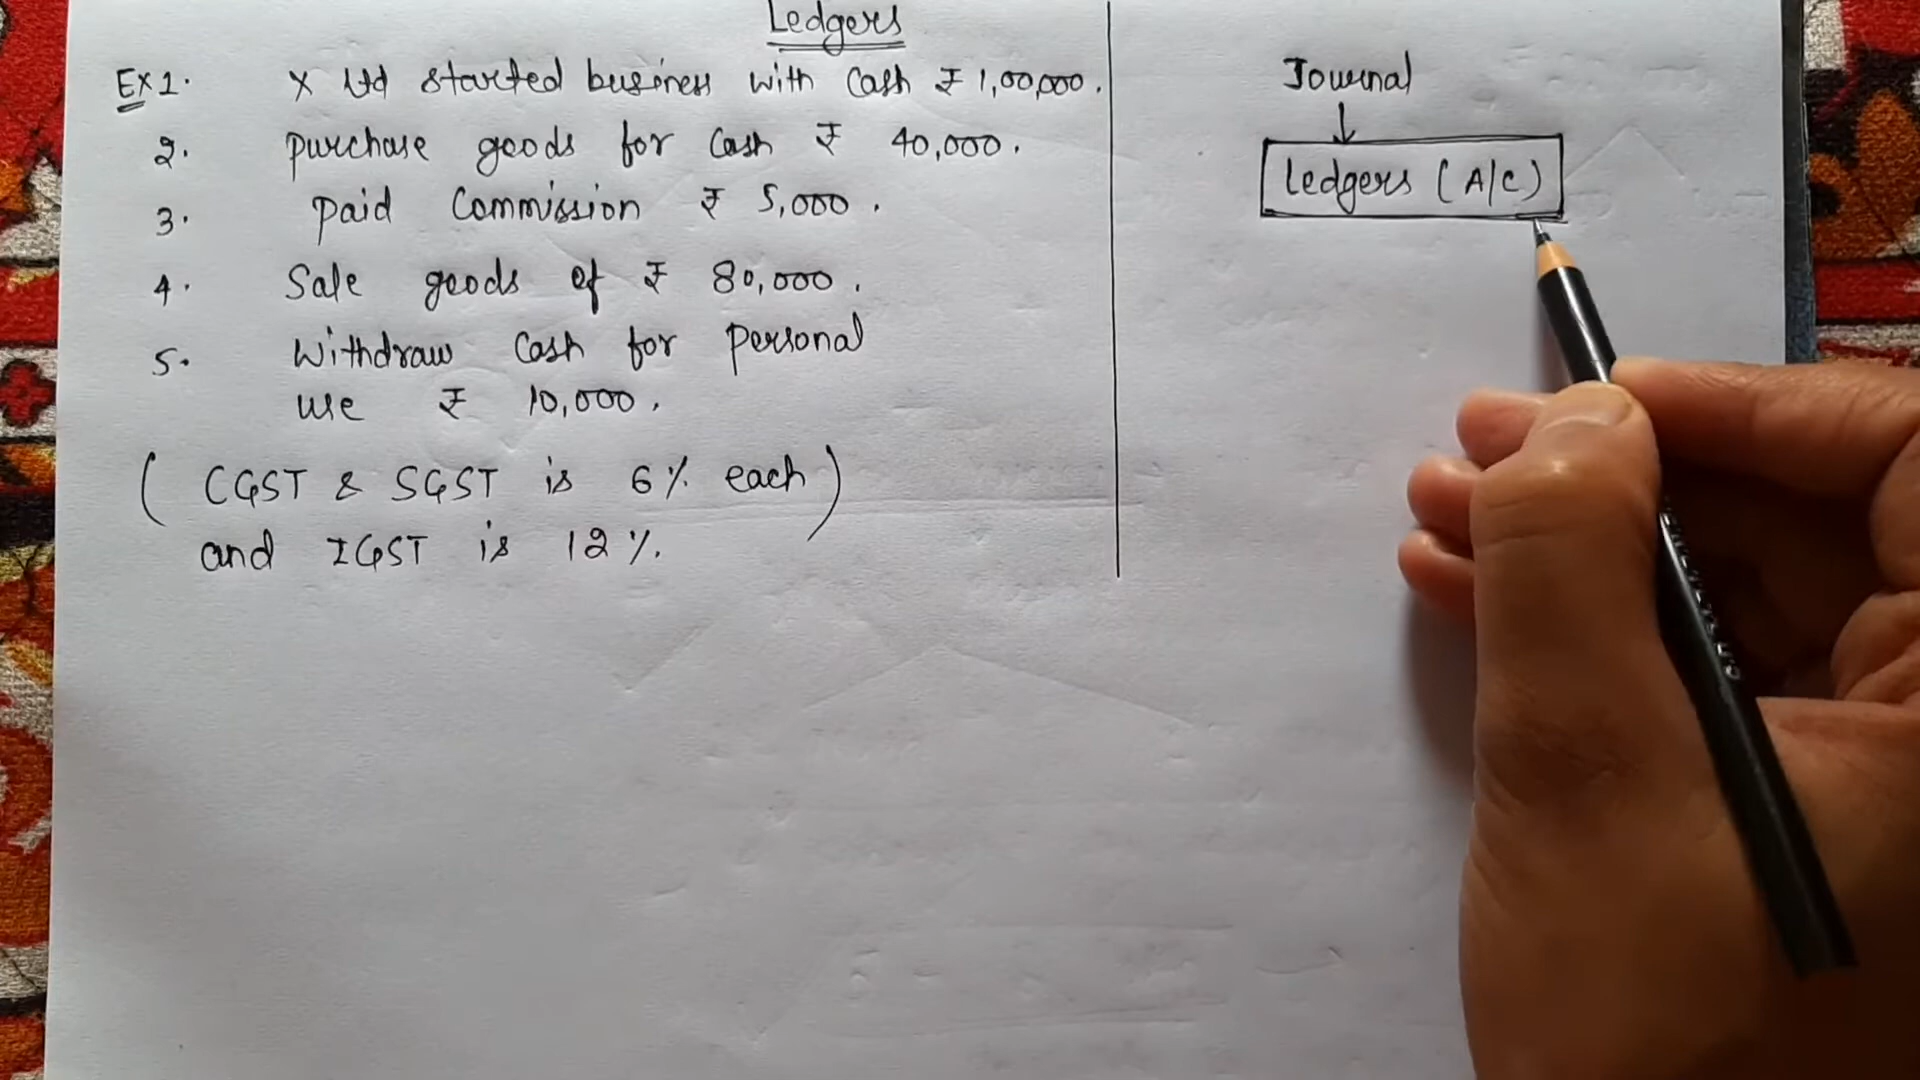 Ledgers
Ex 1. X Ltd started business with Cash ₹ 1,00,000.
2. purchase goods for Cash ₹ 40,000.
3. paid Commission ₹ 5,000.
4. Sale goods of ₹ 80,000.
5. Withdraw Cash for personal
use ₹ 10,000.
( CGST & SGST is 6% each )
and IGST is 12%.
Journal
Ledgers (A/C)